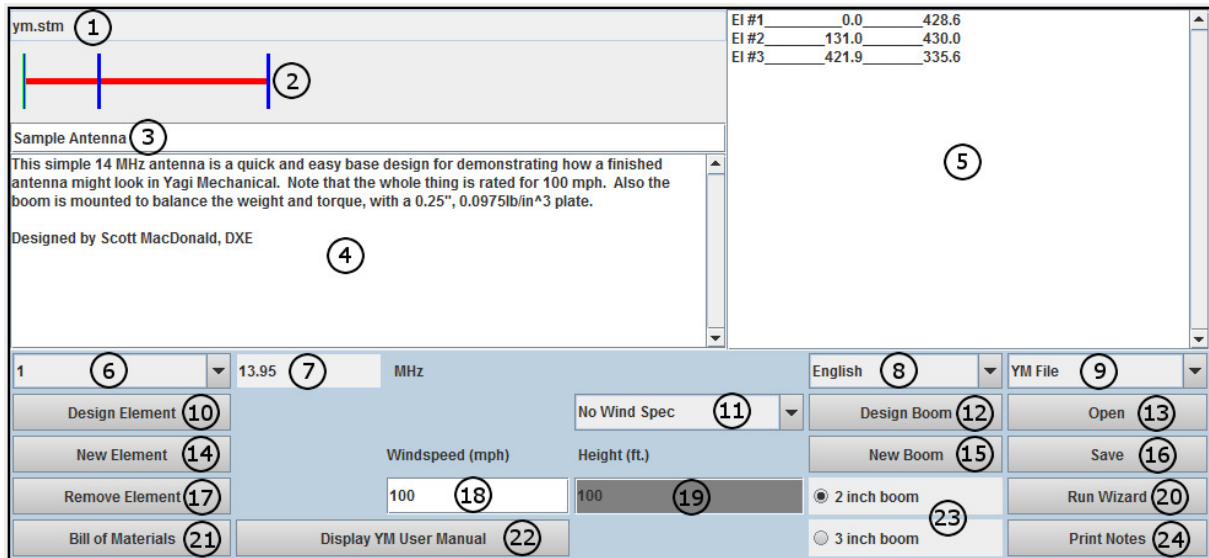 ym.stm 1
2
Sample Antenna 3
This simple 14 MHz antenna is a quick and easy base design for demonstrating how a finished
antenna might look in Yagi Mechanical. Note that the whole thing is rated for 100 mph. Also the
boom is mounted to balance the weight and torque, with a 0.25", 0.0975lb/in^3 plate.
Designed by Scott MacDonald, DXE
4
El #1_______0.0_______428.6
El #2_______131.0_______430.0
El #3_______421.9_______335.6
5
1 6 13.95 7 MHz English 8 YM File 9
Design Element 10 No Wind Spec 11 Design Boom 12 Open 13
New Element 14 Windspeed (mph) Height (ft.) New Boom 15 Save 16
Remove Element 17 100 18 100 19 2 inch boom 23 Run Wizard 20
Bill of Materials 21 Display YM User Manual 22 3 inch boom Print Notes 24